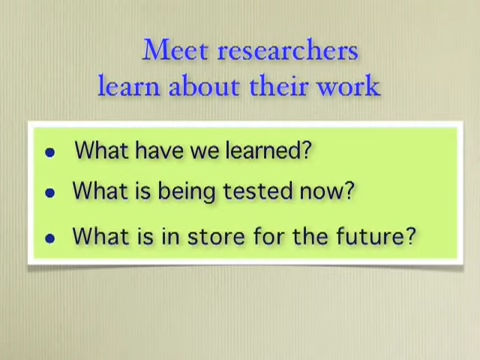 Meet researchers
learn about their work
• What have we learned?
• What is being tested now?
• What is in store for the future?